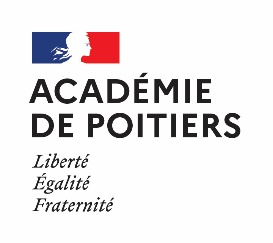 ACADÉMIE
DE POITIERS
Liberté
Égalité
Fraternité